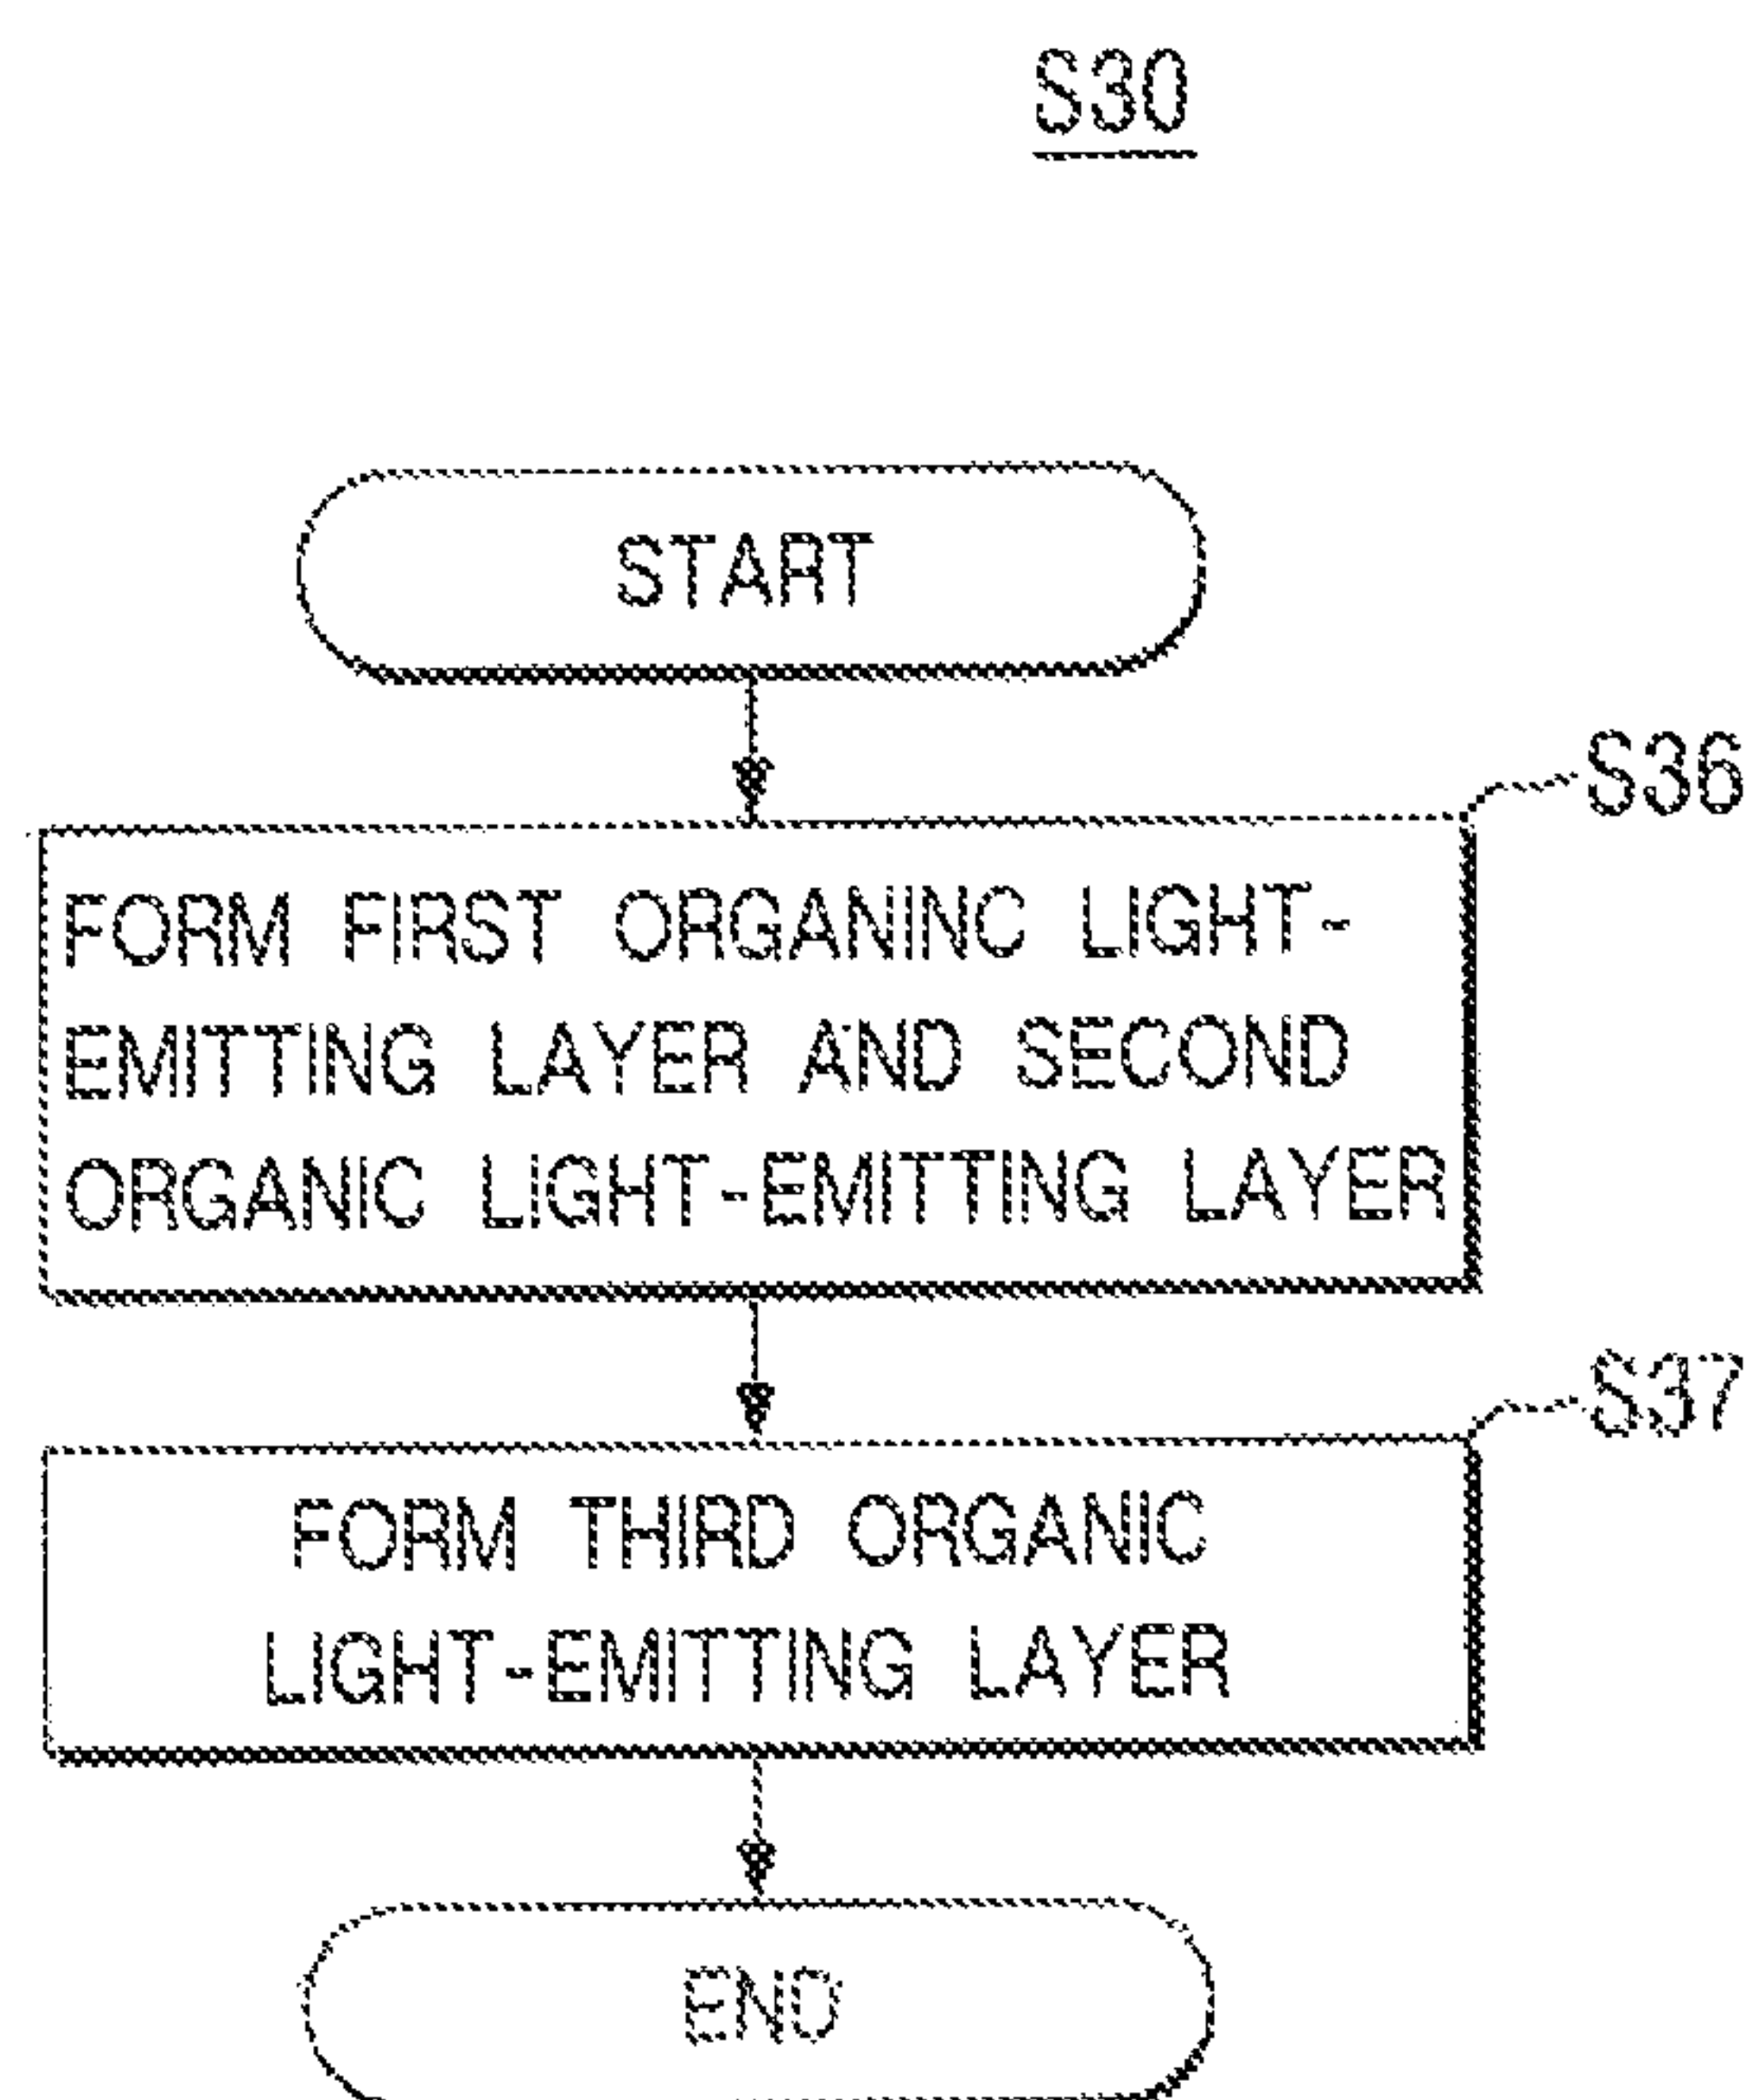 S30
START
S36
FORM FIRST ORGANINC LIGHT-
EMITTING LAYER AND SECOND
ORGANIC LIGHT-EMITTING LAYER
S37
FORM THIRD ORGANIC
LIGHT-EMITTING LAYER
END